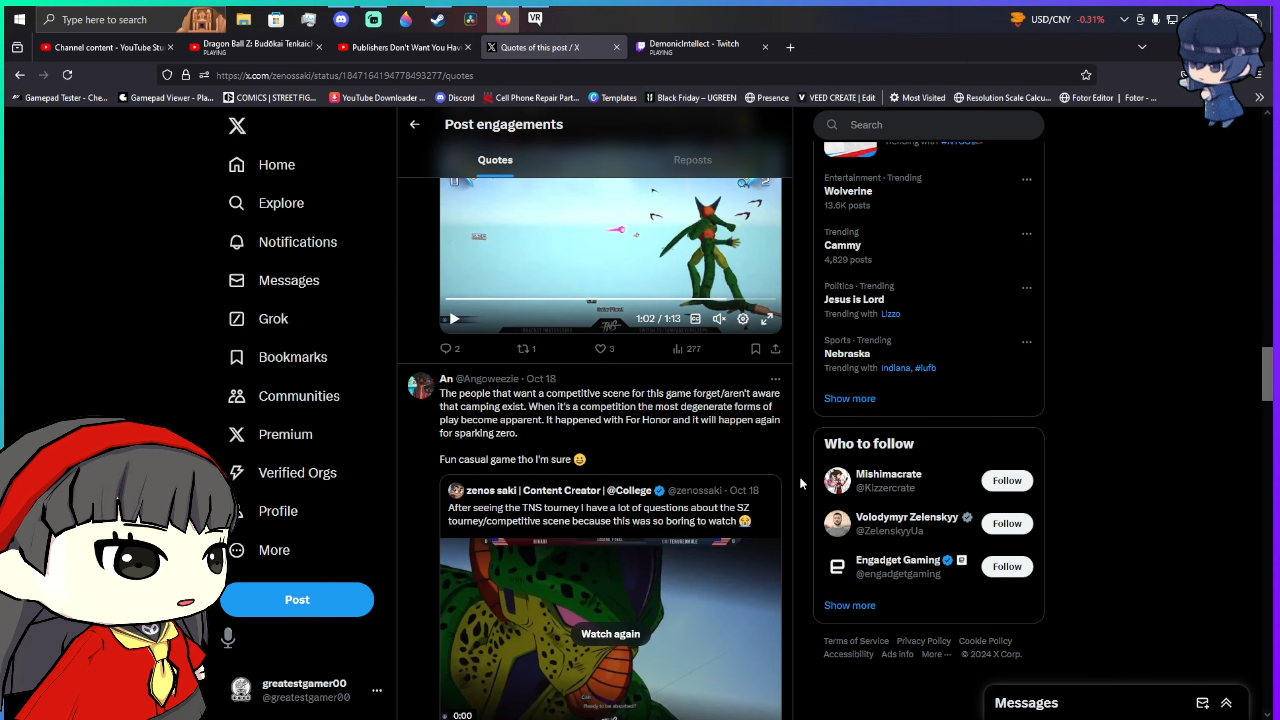 Type here to search
VR
USD/CNY -0.31%
Channel content - YouTube Stu
Dragon Ball Z: Budōkai Tenkaich
PLAYING
Publishers Don't Want You Hav
Quotes of this post / X
DemonicIntellect - Twitch
PLAYING
https://x.com/zenossaki/status/1847164194778493277/quotes
Gamepad Tester - Che...
Gamepad Viewer - Pla...
COMICS | STREET FIG...
YouTube Downloader ...
Discord
Cell Phone Repair Part...
Templates
Black Friday – UGREEN
Presence
VEED CREATE | Edit
Most Visited
Resolution Scale Calcu...
Fotor Editor | Fotor - ...
Home
Explore
Notifications
Messages
Grok
Bookmarks
Communities
Premium
Verified Orgs
Profile
More
Post
greatestgamer00
@greatestgamer00
Post engagements
Quotes
Reposts
1:02 / 1:13
TNS
2
1
3
277
An @Angoweezie · Oct 18
The people that want a competitive scene for this game forget/aren't aware
that camping exist. When it's a competition the most degenerate forms of
play become apparent. It happened with For Honor and it will happen again
for sparking zero.
Fun casual game tho I'm sure 😃
zenos saki | Content Creator | @College @zenossaki · Oct 18
After seeing the TNS tourney I have a lot of questions about the SZ
tourney/competitive scene because this was so boring to watch 😭
Watch again
Ready to be absorbed?
0:00
Search
Entertainment · Trending
Wolverine
13.6K posts
Trending
Cammy
4,829 posts
Politics · Trending
Jesus is Lord
Trending with Lizzo
Sports · Trending
Nebraska
Trending with Indiana, #iufb
Show more
Who to follow
Mishimacrate
@Kizzercrate
Follow
Volodymyr Zelenskyy
@ZelenskyyUa
Follow
Engadget Gaming
@engadgetgaming
Follow
Show more
Terms of Service Privacy Policy Cookie Policy
Accessibility Ads info More ··· © 2024 X Corp.
Messages